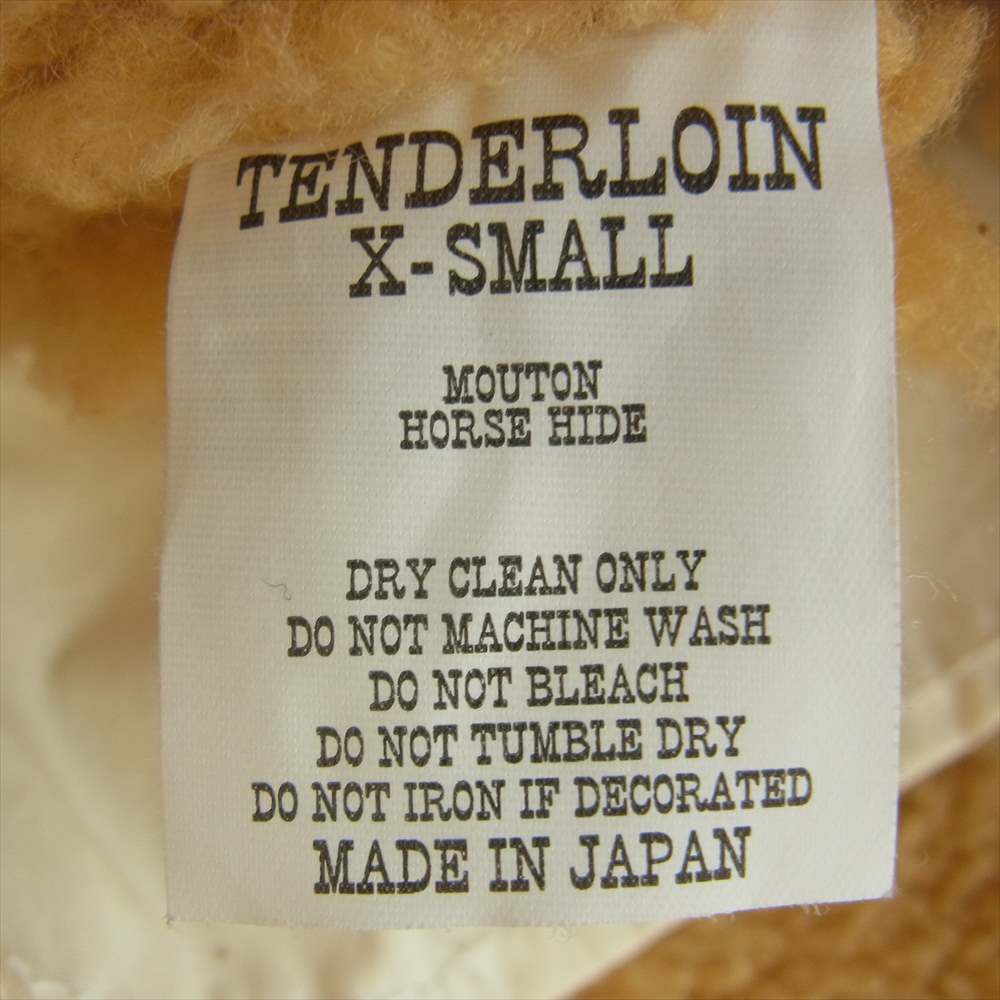 TENDERLOIN
X-SMALL
MOUTON
HORSE HIDE
DRY CLEAN ONLY
DO NOT MACHINE WASH
DO NOT BLEACH
DO NOT TUMBLE DRY
DO NOT IRON IF DECORATED
MADE IN JAPAN